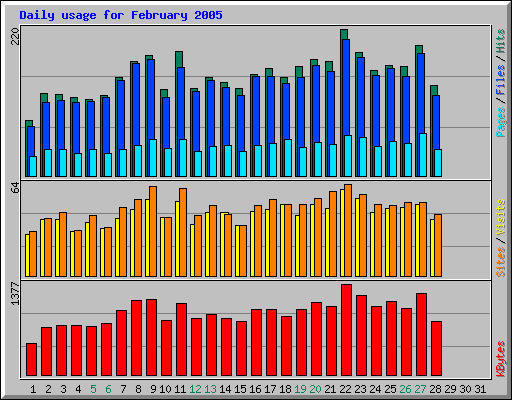 Daily usage for February 2005
220
Pages / Files / Hits
64
Sites / Visits
1377
KBytes
1 2 3 4 5 6 7 8 9 10 11 12 13 14 15 16 17 18 19 20 21 22 23 24 25 26 27 28 29 30 31